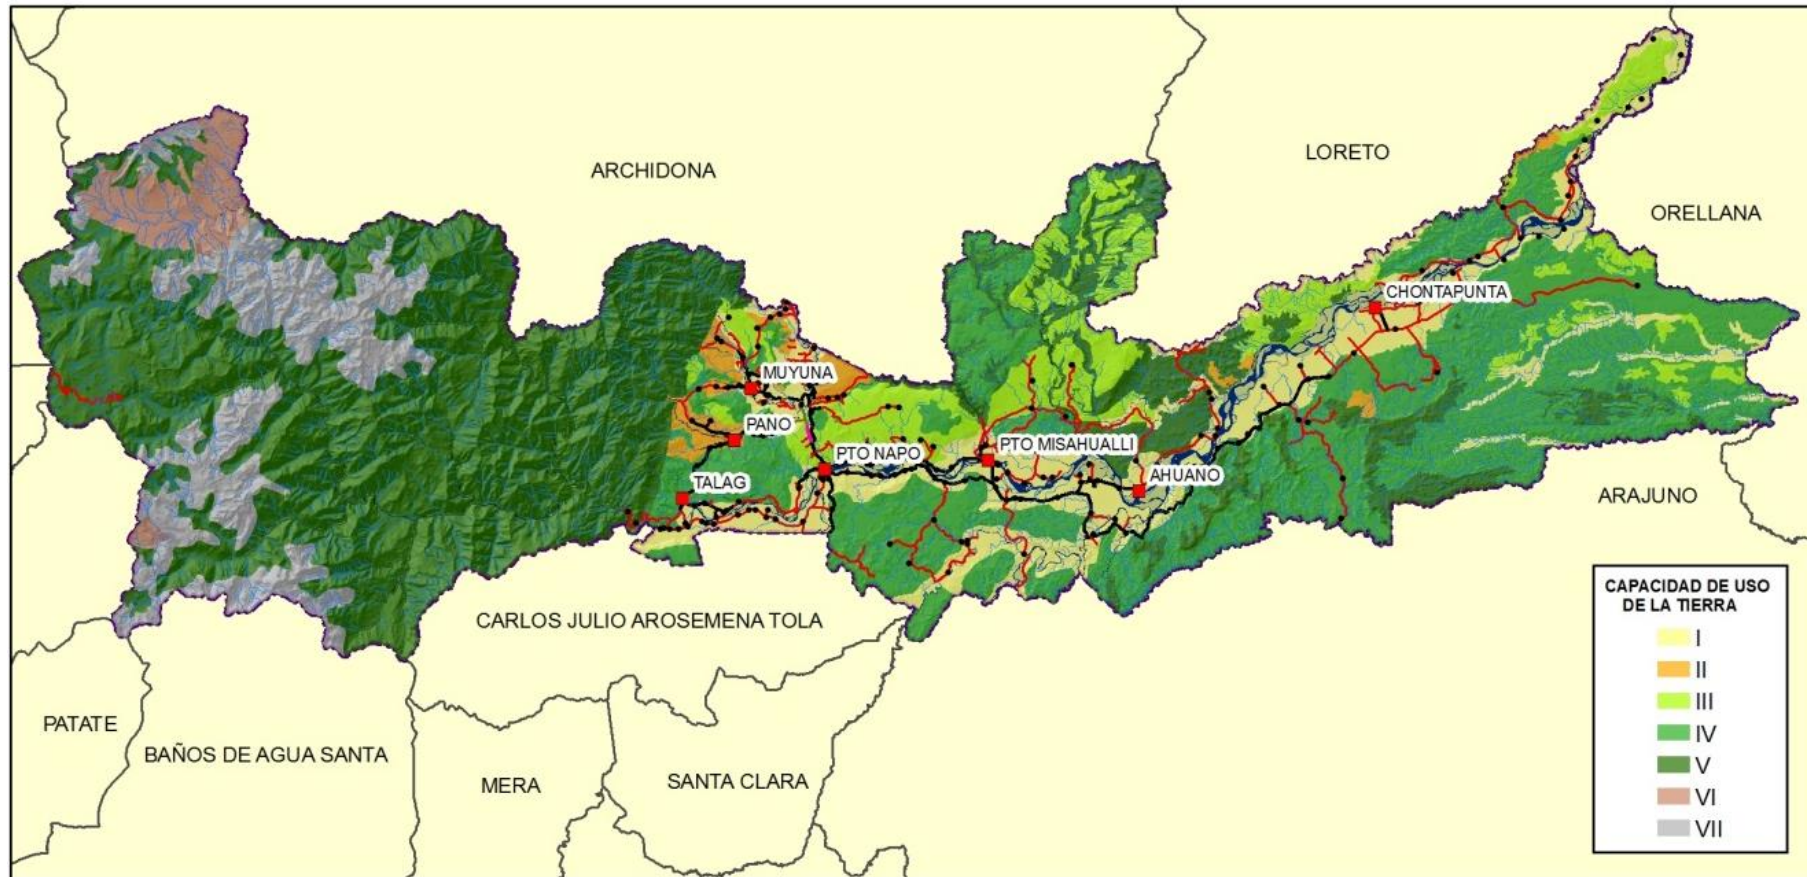 ARCHIDONA
LORETO
ORELLANA
CHONTAPUNTA
MUYUNA
PANO
PTO NAPO
PTO MISAHUALLI
TALAG
AHUANO
ARAJUNO
CARLOS JULIO AROSEMENA TOLA
PATATE
BAÑOS DE AGUA SANTA
MERA
SANTA CLARA
CAPACIDAD DE USO
DE LA TIERRA
I
II
III
IV
V
VI
VII